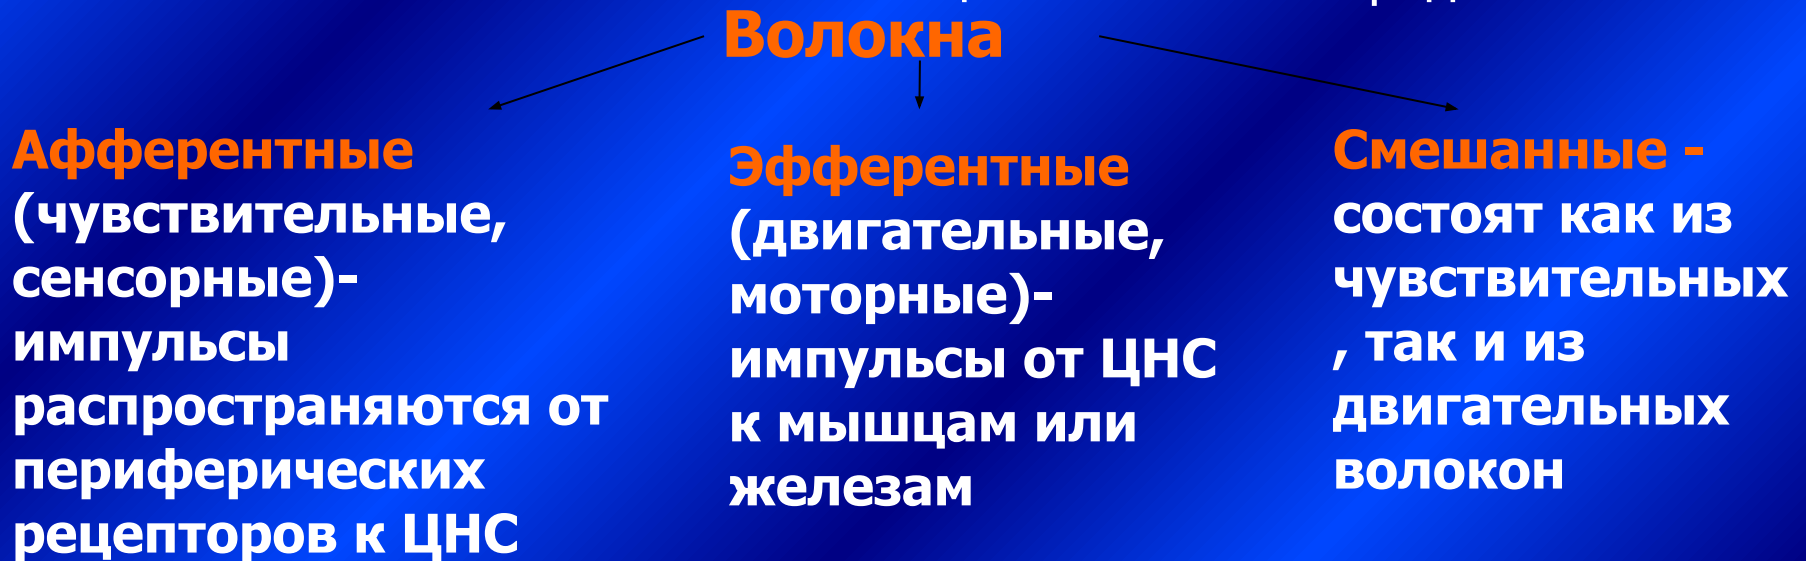 Волокна
Афферентные
(чувствительные,
сенсорные)-
импульсы
распространяются от
периферических
рецепторов к ЦНС
Эфферентные
(двигательные,
моторные)-
импульсы от ЦНС
к мышцам или
железам
Смешанные -
состоят как из
чувствительных
, так и из
двигательных
волокон